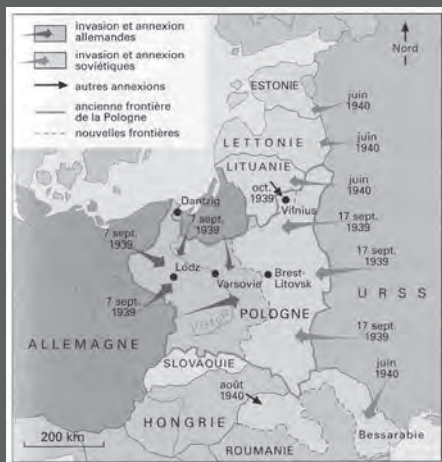 invasion et annexion
allemandes
invasion et annexion
soviétiques
autres annexions
ancienne frontière
de la Pologne
nouvelles frontières
Nord
ESTONIE
juin
1940
LETTONIE
juin
1940
LITUANIE
oct.
1939
juin
1940
Dantzig
Vilnius
7 sept.
1939
7 sept.
1939
17 sept.
1939
17 sept.
1939
Lódz
Varsovie
Brest-
Litovsk
7 sept.
1939
URSS
POLOGNE
ALLEMAGNE
17 sept.
1939
SLOVAQUIE
août
1940
juin
1940
HONGRIE
200 km
Bessarabie
ROUMANIE